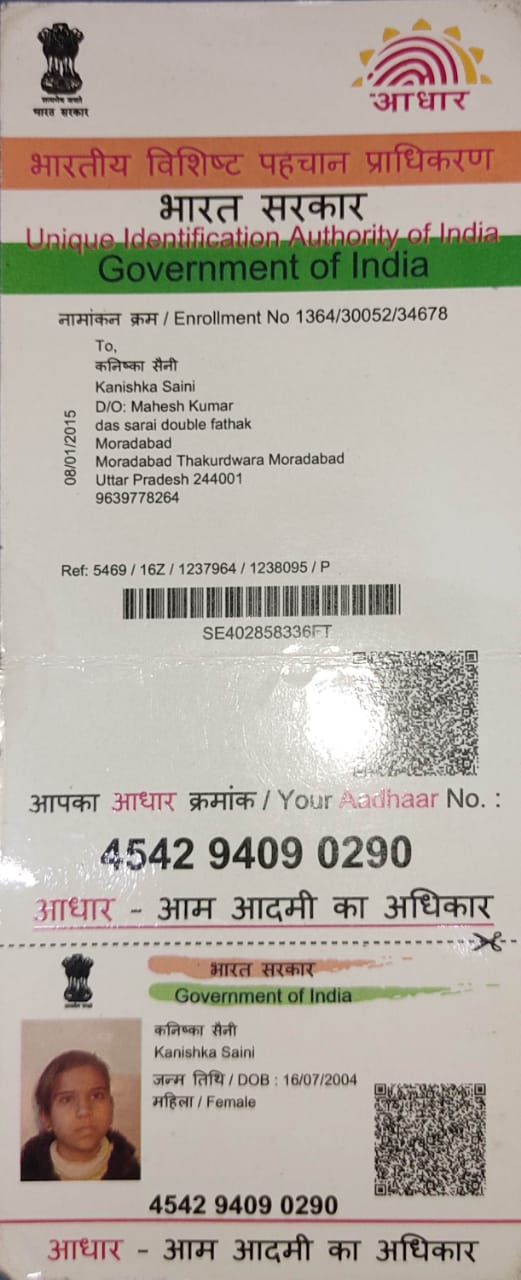 भारत सरकार
आधार
भारतीय विशिष्ट पहचान प्राधिकरण
भारत सरकार
Unique Identification Authority of India
Government of India
नामांकन क्रम / Enrollment No 1364/30052/34678
To,
कनिष्का सैनी
Kanishka Saini
D/O: Mahesh Kumar
das sarai double fathak
Moradabad
Moradabad Thakurdwara Moradabad
Uttar Pradesh 244001
9639778264
08/01/2015
Ref: 5469 / 16Z / 1237964 / 1238095 / P
SE402858336FT
आपका आधार क्रमांक / Your Aadhaar No. :
4542 9409 0290
आधार - आम आदमी का अधिकार
भारत सरकार
Government of India
कनिष्का सैनी
Kanishka Saini
जन्म तिथि / DOB : 16/07/2004
महिला / Female
4542 9409 0290
आधार - आम आदमी का अधिकार